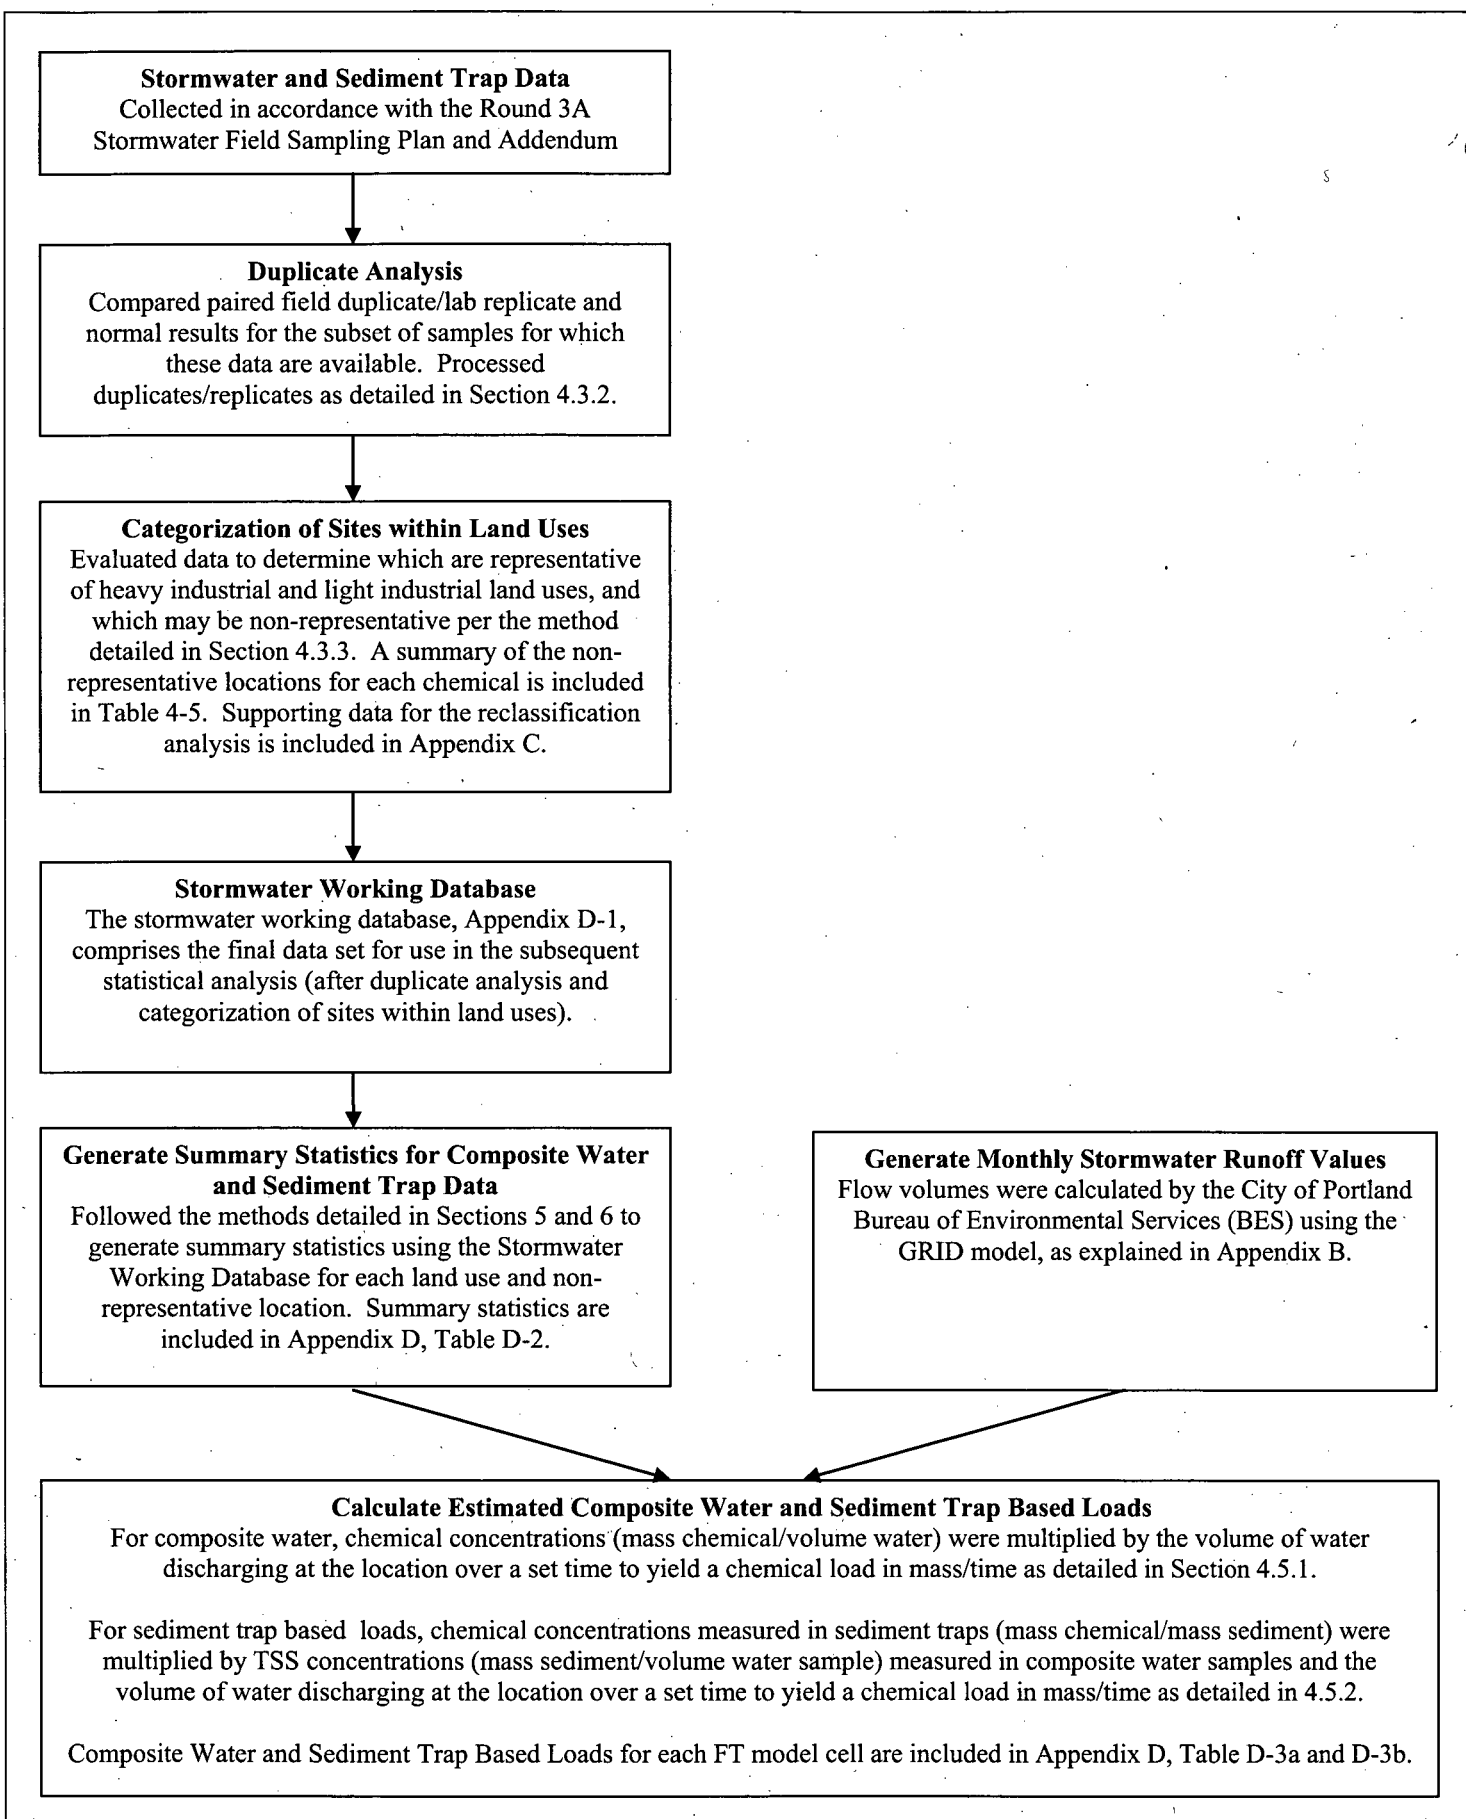 Stormwater and Sediment Trap Data
Collected in accordance with the Round 3A
Stormwater Field Sampling Plan and Addendum
Duplicate Analysis
Compared paired field duplicate/lab replicate and
normal results for the subset of samples for which
these data are available. Processed
duplicates/replicates as detailed in Section 4.3.2.
Categorization of Sites within Land Uses
Evaluated data to determine which are representative
of heavy industrial and light industrial land uses, and
which may be non-representative per the method
detailed in Section 4.3.3. A summary of the non-
representative locations for each chemical is included
in Table 4-5. Supporting data for the reclassification
analysis is included in Appendix C.
Stormwater Working Database
The stormwater working database, Appendix D-1,
comprises the final data set for use in the subsequent
statistical analysis (after duplicate analysis and
categorization of sites within land uses).
Generate Summary Statistics for Composite Water
and Sediment Trap Data
Followed the methods detailed in Sections 5 and 6 to
generate summary statistics using the Stormwater
Working Database for each land use and non-
representative location. Summary statistics are
included in Appendix D, Table D-2.
Generate Monthly Stormwater Runoff Values
Flow volumes were calculated by the City of Portland
Bureau of Environmental Services (BES) using the
GRID model, as explained in Appendix B.
Calculate Estimated Composite Water and Sediment Trap Based Loads
For composite water, chemical concentrations (mass chemical/volume water) were multiplied by the volume of water
discharging at the location over a set time to yield a chemical load in mass/time as detailed in Section 4.5.1.
For sediment trap based loads, chemical concentrations measured in sediment traps (mass chemical/mass sediment) were
multiplied by TSS concentrations (mass sediment/volume water sample) measured in composite water samples and the
volume of water discharging at the location over a set time to yield a chemical load in mass/time as detailed in 4.5.2.
Composite Water and Sediment Trap Based Loads for each FT model cell are included in Appendix D, Table D-3a and D-3b.